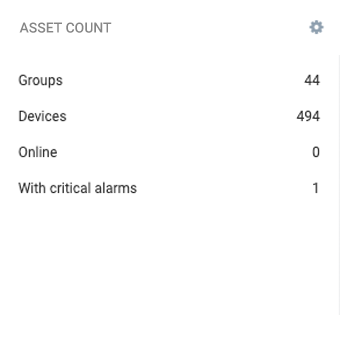 ASSET COUNT
Groups 44
Devices 494
Online 0
With critical alarms 1